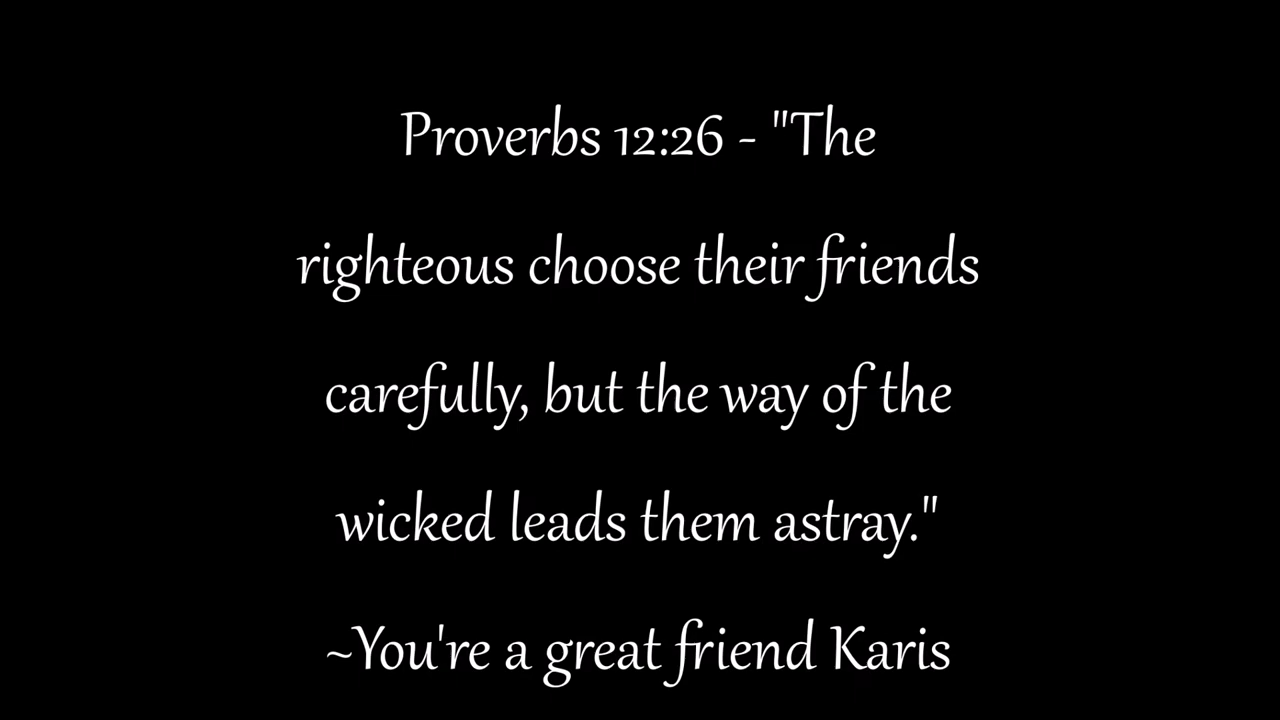 Proverbs 12:26 - "The
righteous choose their friends
carefully, but the way of the
wicked leads them astray."
~You're a great friend Karis